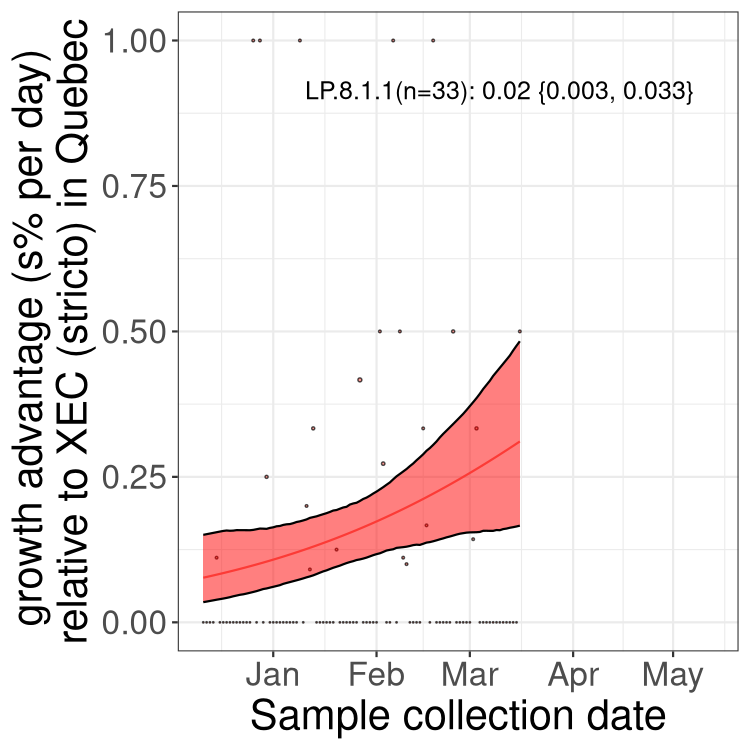 growth advantage (s% per day)
relative to XEC (stricto) in Quebec
1.00
0.75
0.50
0.25
0.00
LP.8.1.1(n=33): 0.02 {0.003, 0.033}
Jan Feb Mar Apr May
Sample collection date